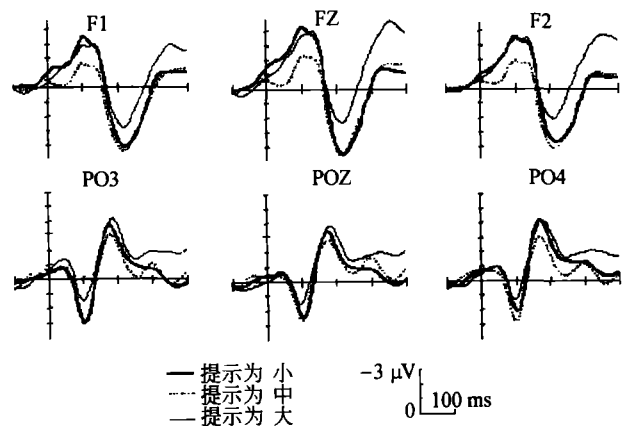 F1 FZ F2
PO3 POZ PO4
提示为 小
提示为 中
提示为 大
−3 μV
0 100 ms